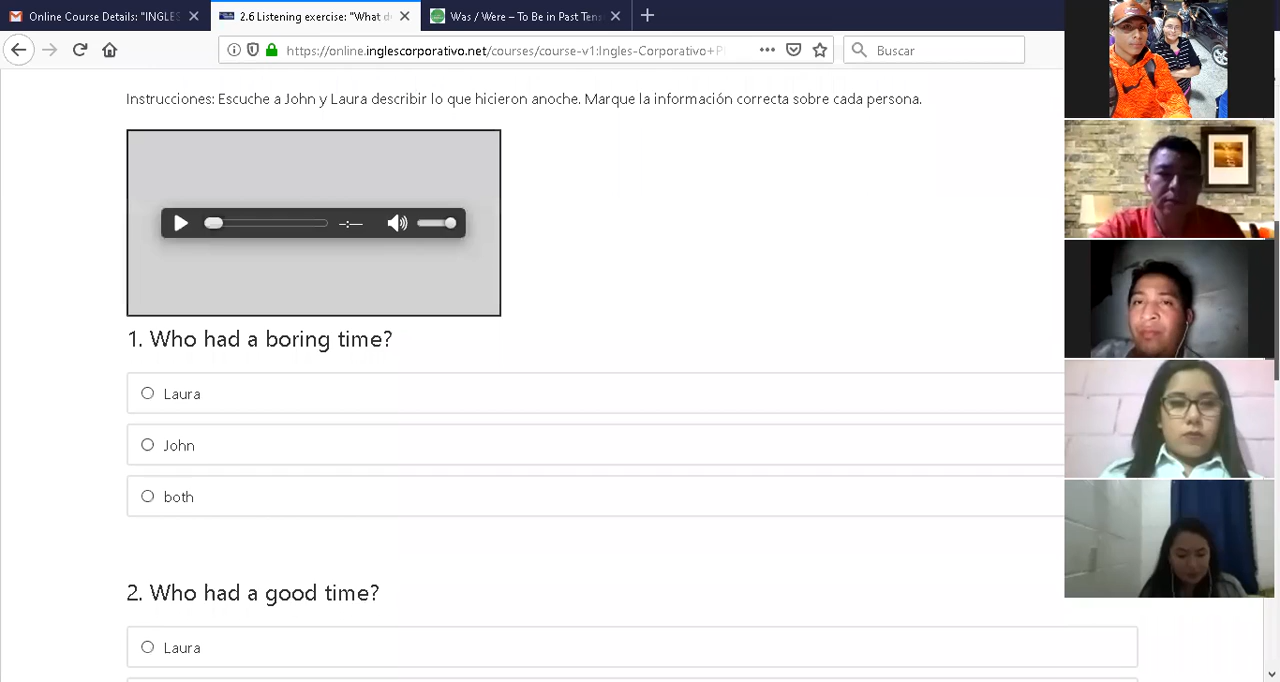 Online Course Details: "INGLES
2.6 Listening exercise: "What d
Was / Were – To Be in Past Tens
https://online.inglescorporativo.net/courses/course-v1:Ingles-Corporativo+P
Buscar
Instrucciones: Escuche a John y Laura describir lo que hicieron anoche. Marque la información correcta sobre cada persona.
-:--
1. Who had a boring time?
Laura
John
both
2. Who had a good time?
Laura